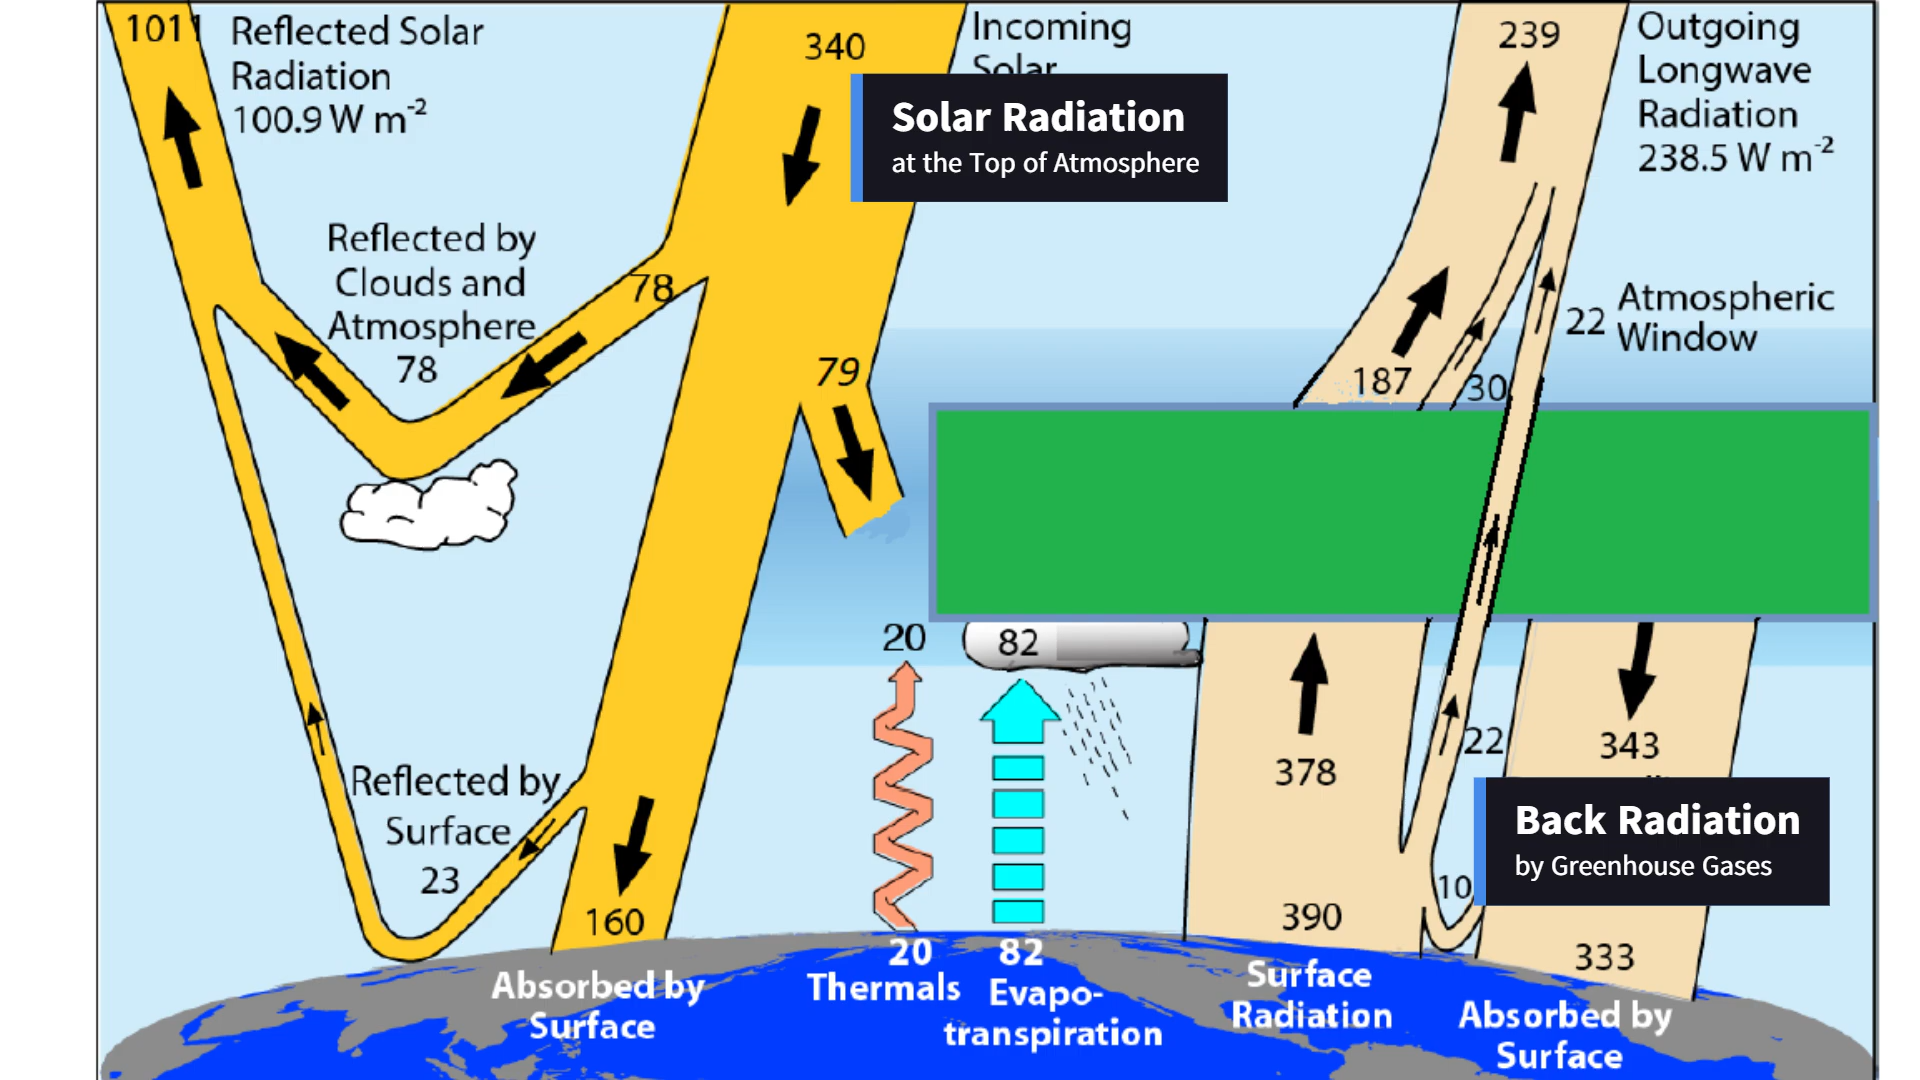 1011
Reflected Solar
Radiation
100.9 W m-2
340
Incoming
Solar
Solar Radiation
at the Top of Atmosphere
239
Outgoing
Longwave
Radiation
238.5 W m-2
Reflected by
Clouds and
Atmosphere
78
78
79
187
30
22
Atmospheric
Window
20
82
378
22
343
Back Radiation
by Greenhouse Gases
Reflected by
Surface
23
160
390
10
333
Absorbed by
Surface
20
Thermals
82
Evapo-
transpiration
Surface
Radiation
Absorbed by
Surface